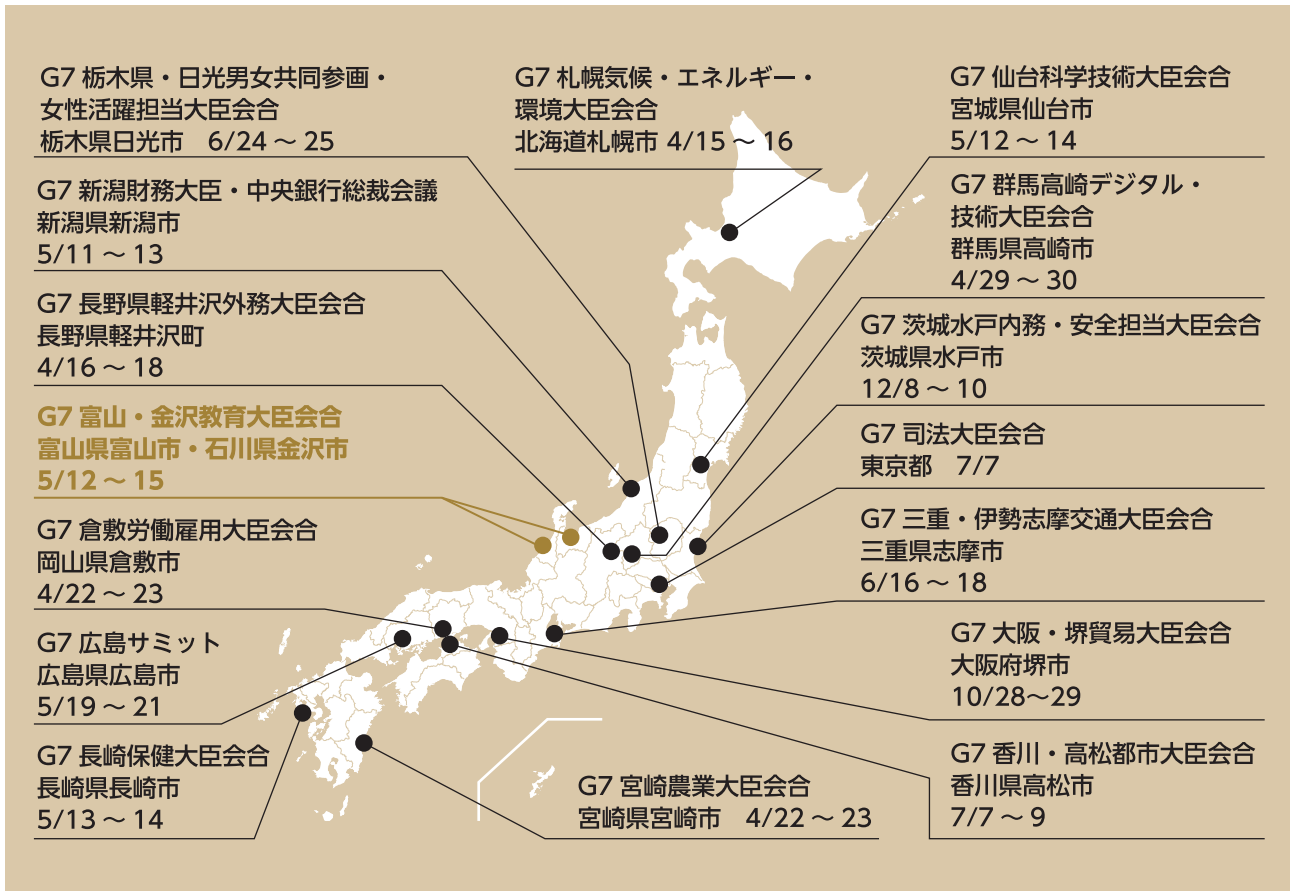 G7 栃木県・日光男女共同参画・
女性活躍担当大臣会合
栃木県日光市　6/24 ～ 25
G7 新潟財務大臣・中央銀行総裁会議
新潟県新潟市
5/11 ～ 13
G7 長野県軽井沢外務大臣会合
長野県軽井沢町
4/16 ～ 18
G7 富山・金沢教育大臣会合
富山県富山市・石川県金沢市
5/12 ～ 15
G7 倉敷労働雇用大臣会合
岡山県倉敷市
4/22 ～ 23
G7 広島サミット
広島県広島市
5/19 ～ 21
G7 長崎保健大臣会合
長崎県長崎市
5/13 ～ 14
G7 札幌気候・エネルギー・
環境大臣会合
北海道札幌市 4/15 ～ 16
G7 仙台科学技術大臣会合
宮城県仙台市
5/12 ～ 14
G7 群馬高崎デジタル・
技術大臣会合
群馬県高崎市
4/29 ～ 30
G7 茨城水戸内務・安全担当大臣会合
茨城県水戸市
12/8 ～ 10
G7 司法大臣会合
東京都　7/7
G7 三重・伊勢志摩交通大臣会合
三重県志摩市
6/16 ～ 18
G7 大阪・堺貿易大臣会合
大阪府堺市
10/28～29
G7 香川・高松都市大臣会合
香川県高松市
7/7 ～ 9
G7 宮崎農業大臣会合
宮崎県宮崎市　4/22 ～ 23